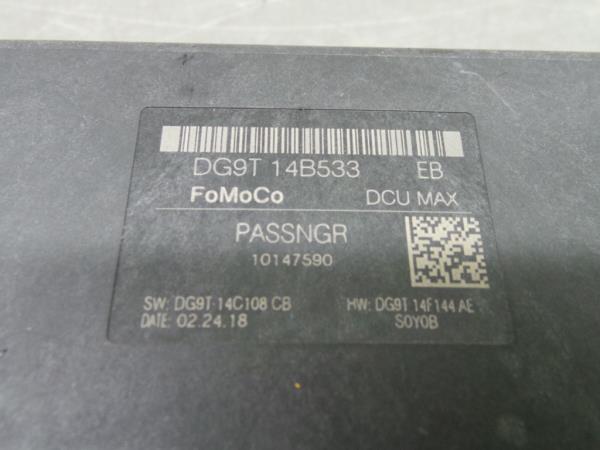 DG9T 14B533 EB
FoMoCo DCU MAX
PASSNGR
10147590
SW: DG9T 14C108 CB HW: DG9T 14F144 AE
DATE: 02.24.18 S0Y0B